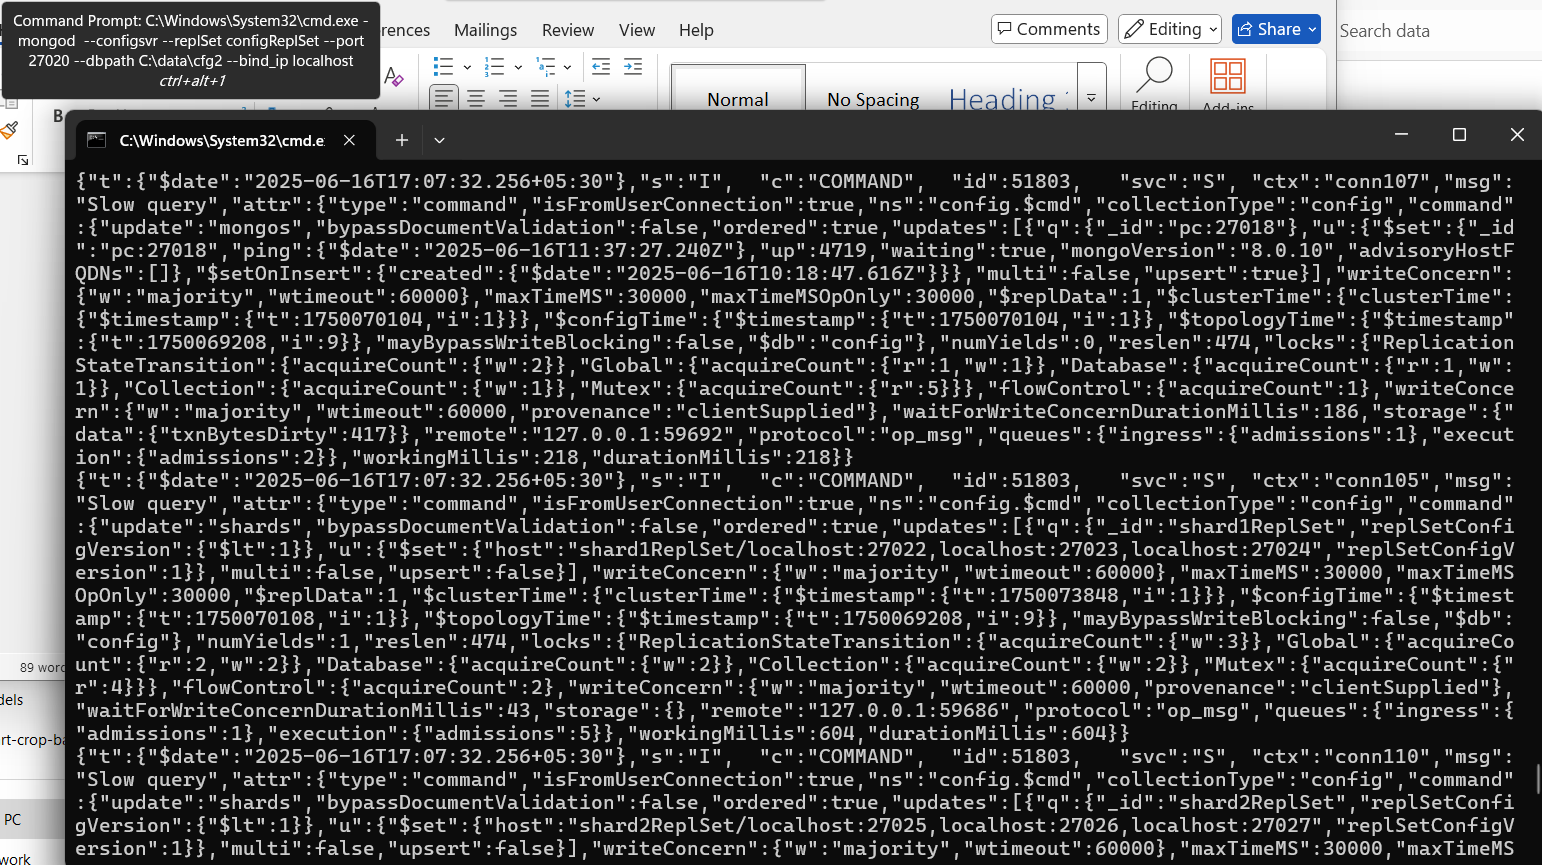 Command Prompt: C:\Windows\System32\cmd.exe -
mongod --configsvr --replSet configReplSet --port
27020 --dbpath C:\data\cfg2 --bind_ip localhost
ctrl+alt+1
Mailings
Review
View
Help
Comments
Editing
Share
Search data
Normal
No Spacing
Heading
Editing
Add-ins
B
C:\Windows\System32\cmd.e
{"t":{"$date":"2025-06-16T17:07:32.256+05:30"},"s":"I", "c":"COMMAND", "id":51803, "svc":"S", "ctx":"conn107","msg":
"Slow query","attr":{"type":"command","isFromUserConnection":true,"ns":"config.$cmd","collectionType":"config","command"
:{"update":"mongos","bypassDocumentValidation":false,"ordered":true,"updates":[{"q":{"_id":"pc:27018"},"u":{"$set":{"_id
":"pc:27018","ping":{"$date":"2025-06-16T11:37:27.240Z"},"up":4719,"waiting":true,"mongoVersion":"8.0.10","advisoryHostF
QDNs":[]},"$setOnInsert":{"created":{"$date":"2025-06-16T10:18:47.616Z"}}},"multi":false,"upsert":true}],"writeConcern":
{"w":"majority","wtimeout":60000},"maxTimeMS":30000,"maxTimeMSOpOnly":30000,"$replData":1,"$clusterTime":{"clusterTime":
{"$timestamp":{"t":1750070104,"i":1}}},"$configTime":{"$timestamp":{"t":1750070104,"i":1}},"$topologyTime":{"$timestamp"
:{"t":1750069208,"i":9}},"mayBypassWriteBlocking":false,"$db":"config"},"numYields":0,"reslen":474,"locks":{"Replication
StateTransition":{"acquireCount":{"w":2}},"Global":{"acquireCount":{"r":1,"w":1}},"Database":{"acquireCount":{"r":1,"w":
1}},"Collection":{"acquireCount":{"w":1}},"Mutex":{"acquireCount":{"r":5}}},"flowControl":{"acquireCount":1},"writeConce
rn":{"w":"majority","wtimeout":60000,"provenance":"clientSupplied"},"waitForWriteConcernDurationMillis":186,"storage":{"
data":{"txnBytesDirty":417}},"remote":"127.0.0.1:59692","protocol":"op_msg","queues":{"ingress":{"admissions":1},"execut
ion":{"admissions":2}},"workingMillis":218,"durationMillis":218}}
{"t":{"$date":"2025-06-16T17:07:32.256+05:30"},"s":"I", "c":"COMMAND", "id":51803, "svc":"S", "ctx":"conn105","msg":
"Slow query","attr":{"type":"command","isFromUserConnection":true,"ns":"config.$cmd","collectionType":"config","command"
:{"update":"shards","bypassDocumentValidation":false,"ordered":true,"updates":[{"q":{"_id":"shard1ReplSet","replSetConfi
gVersion":{"$lt":1}},"u":{"$set":{"host":"shard1ReplSet/localhost:27022,localhost:27023,localhost:27024","replSetConfigV
ersion":1}},"multi":false,"upsert":false}],"writeConcern":{"w":"majority","wtimeout":60000},"maxTimeMS":30000,"maxTimeMS
OpOnly":30000,"$replData":1,"$clusterTime":{"clusterTime":{"$timestamp":{"t":1750073848,"i":1}}},"$configTime":{"$timest
amp":{"t":1750070108,"i":1}},"$topologyTime":{"$timestamp":{"t":1750069208,"i":9}},"mayBypassWriteBlocking":false,"$db":
"config"},"numYields":1,"reslen":474,"locks":{"ReplicationStateTransition":{"acquireCount":{"w":3}},"Global":{"acquireCo
unt":{"r":2,"w":2}},"Database":{"acquireCount":{"w":2}},"Collection":{"acquireCount":{"w":2}},"Mutex":{"acquireCount":{"
r":4}}},"flowControl":{"acquireCount":2},"writeConcern":{"w":"majority","wtimeout":60000,"provenance":"clientSupplied"},
"waitForWriteConcernDurationMillis":43,"storage":{},"remote":"127.0.0.1:59686","protocol":"op_msg","queues":{"ingress":{
"admissions":1},"execution":{"admissions":5}},"workingMillis":604,"durationMillis":604}}
{"t":{"$date":"2025-06-16T17:07:32.256+05:30"},"s":"I", "c":"COMMAND", "id":51803, "svc":"S", "ctx":"conn110","msg":
"Slow query","attr":{"type":"command","isFromUserConnection":true,"ns":"config.$cmd","collectionType":"config","command"
:{"update":"shards","bypassDocumentValidation":false,"ordered":true,"updates":[{"q":{"_id":"shard2ReplSet","replSetConfi
gVersion":{"$lt":1}},"u":{"$set":{"host":"shard2ReplSet/localhost:27025,localhost:27026,localhost:27027","replSetConfigV
ersion":1}},"multi":false,"upsert":false}],"writeConcern":{"w":"majority","wtimeout":60000},"maxTimeMS":30000,"maxTimeMS
89 wor
dels
rt-crop-ba
PC
work